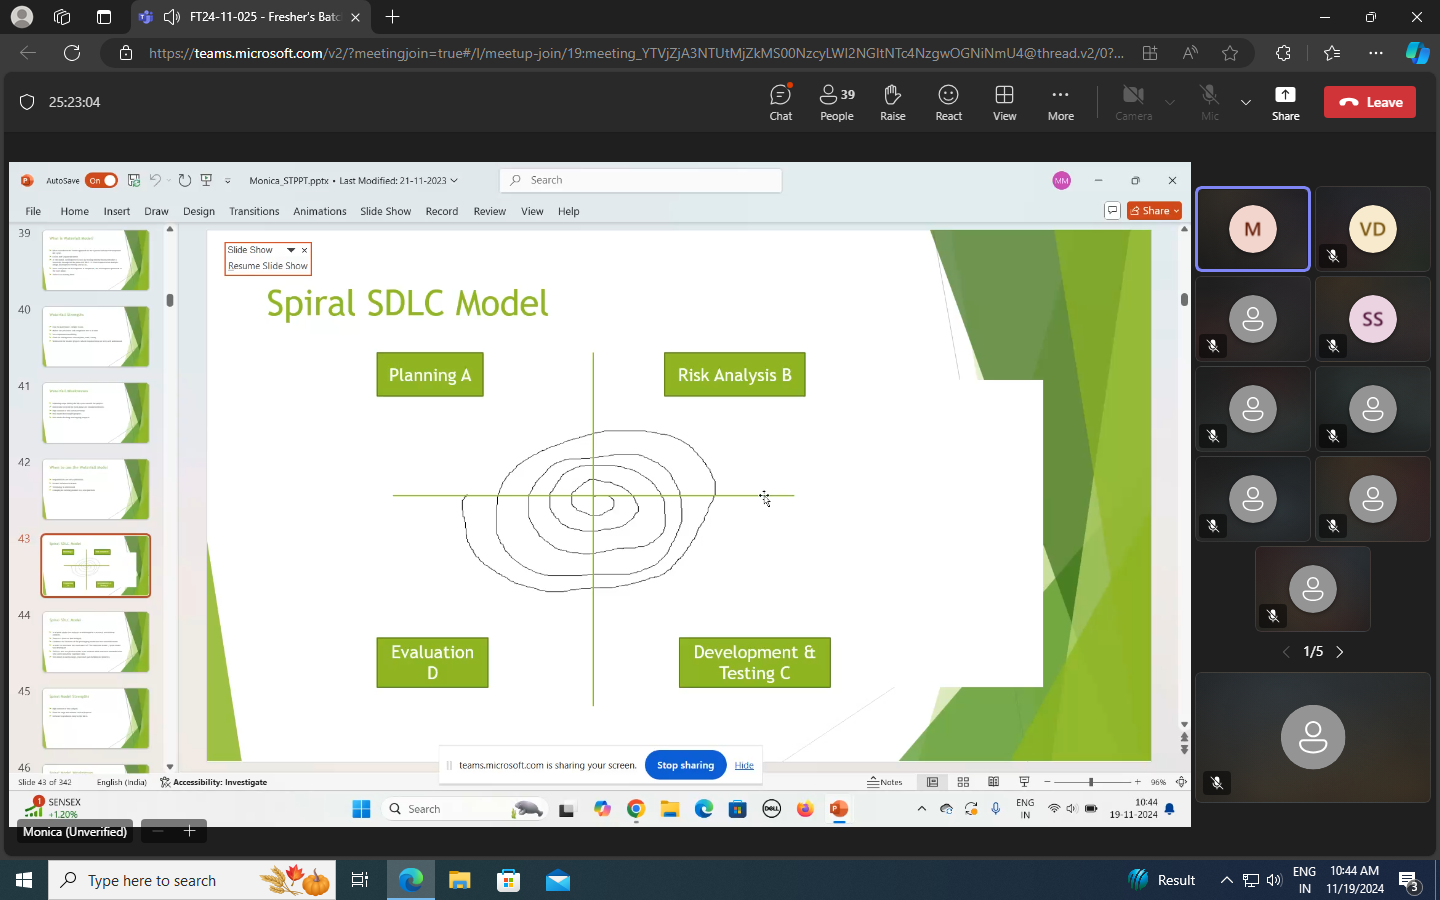 FT24-11-025 - Fresher's Batc
https://teams.microsoft.com/v2/?meetingjoin=true#/l/meetup-join/19:meeting_YTVjZjA3NTUtMjZkMS00NzcyLWI2NGItNTc4NzgwOGNiNmU4@thread.v2/0?...
25:23:04
Chat
39
People
Raise
React
View
More
Camera
Mic
Share
Leave
AutoSave On
Monica_STPPT.pptx • Last Modified: 21-11-2023
Search
MM
File Home Insert Draw Design Transitions Animations Slide Show Record Review View Help
Share
39
40
41
42
43
44
45
46
Slide Show
Resume Slide Show
Spiral SDLC Model
Planning A
Risk Analysis B
Evaluation
D
Development &
Testing C
teams.microsoft.com is sharing your screen.
Stop sharing
Hide
Slide 43 of 342
English (India)
Accessibility: Investigate
Notes
96%
1
SENSEX
+1.20%
Search
DELL
ENG
IN
10:44
19-11-2024
Monica (Unverified)
M
VD
SS
1/5
Type here to search
Result
ENG
IN
10:44 AM
11/19/2024
3